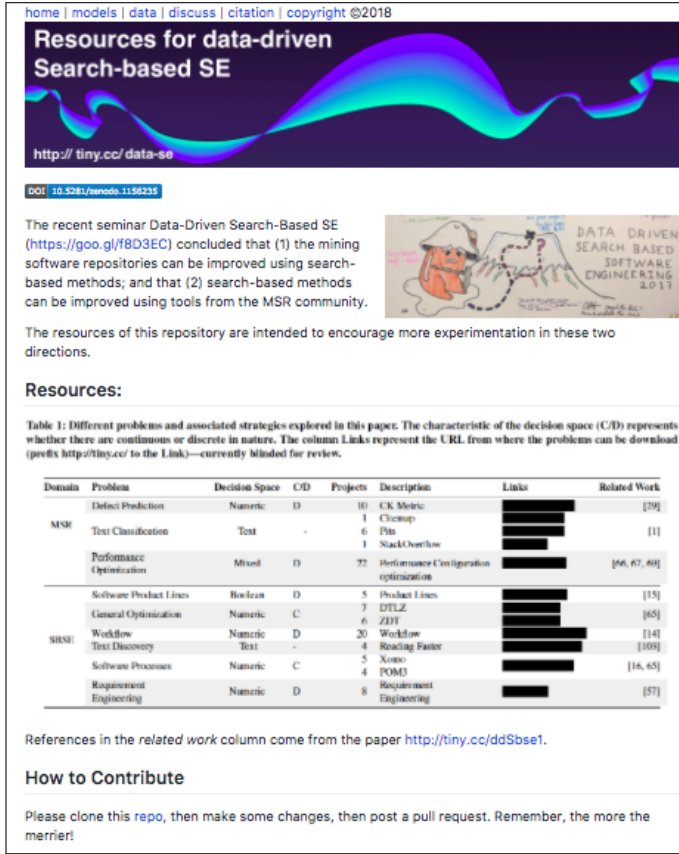 home | models | data | discuss | citation | copyright ©2018
Resources for data-driven
Search-based SE
http:// tiny.cc/ data-se
DOI 10.5281/zenodo.1156235
The recent seminar Data-Driven Search-Based SE
(https://goo.gl/f8D3EC) concluded that (1) the mining
software repositories can be improved using search-
based methods; and that (2) search-based methods
can be improved using tools from the MSR community.
DATA DRIVEN
SEARCH BASED
SOFTWARE
ENGINEERING
2017
The resources of this repository are intended to encourage more experimentation in these two
directions.
Resources:
Table 1: Different problems and associated strategies explored in this paper. The characteristic of the decision space (C/D) represents
whether there are continuous or discrete in nature. The column Links represent the URL from where the problems can be download
(prefix http://tiny.cc/ to the Link)—currently blinded for review.
Domain Problem Decision Space C/D Projects Description Links Related Work
MSR Defect Prediction Numeric D 10 CK Metric [29]
Text Classification Text - 1 Citemap
6 Pits [1]
1 StackOverflow
Performance Optimization Mixed D 22 Performance Configuration optimization [66, 67, 69]
SBSE Software Product Lines Boolean D 5 Product Lines [15]
General Optimization Numeric C 7 DTLZ [65]
6 ZDT
Workflow Numeric D 20 Workflow [14]
Text Discovery Text - 4 Reading Faster [103]
Software Processes Numeric C 5 Xomo [16, 65]
4 POM3
Requirement Engineering Numeric D 8 Requirement Engineering [57]
References in the related work column come from the paper http://tiny.cc/ddSbse1.
How to Contribute
Please clone this repo, then make some changes, then post a pull request. Remember, the more the
merrier!